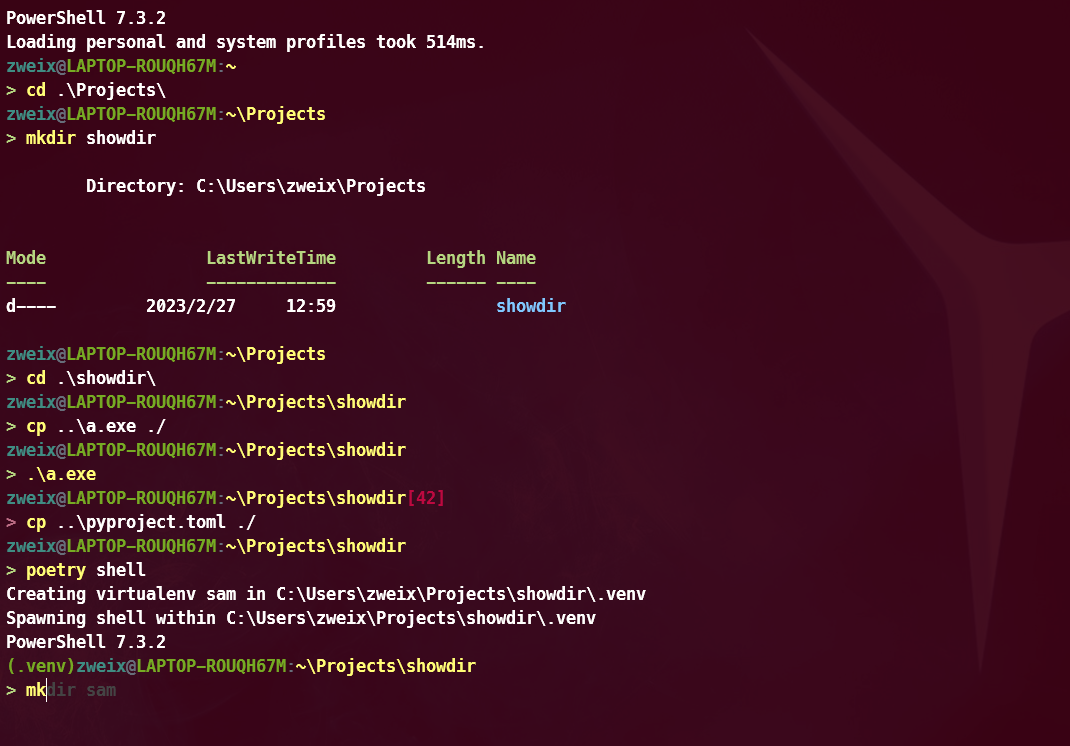 PowerShell 7.3.2
Loading personal and system profiles took 514ms.
zweix@LAPTOP-ROUQH67M:~
> cd .\Projects\
zweix@LAPTOP-ROUQH67M:~\Projects
> mkdir showdir
Directory: C:\Users\zweix\Projects
Mode LastWriteTime Length Name
---- ------------- ------ ----
d---- 2023/2/27 12:59 showdir
zweix@LAPTOP-ROUQH67M:~\Projects
> cd .\showdir\
zweix@LAPTOP-ROUQH67M:~\Projects\showdir
> cp ..\a.exe ./
zweix@LAPTOP-ROUQH67M:~\Projects\showdir
> .\a.exe
zweix@LAPTOP-ROUQH67M:~\Projects\showdir[42]
> cp ..\pyproject.toml ./
zweix@LAPTOP-ROUQH67M:~\Projects\showdir
> poetry shell
Creating virtualenv sam in C:\Users\zweix\Projects\showdir\.venv
Spawning shell within C:\Users\zweix\Projects\showdir\.venv
PowerShell 7.3.2
(.venv)zweix@LAPTOP-ROUQH67M:~\Projects\showdir
> mkdir sam